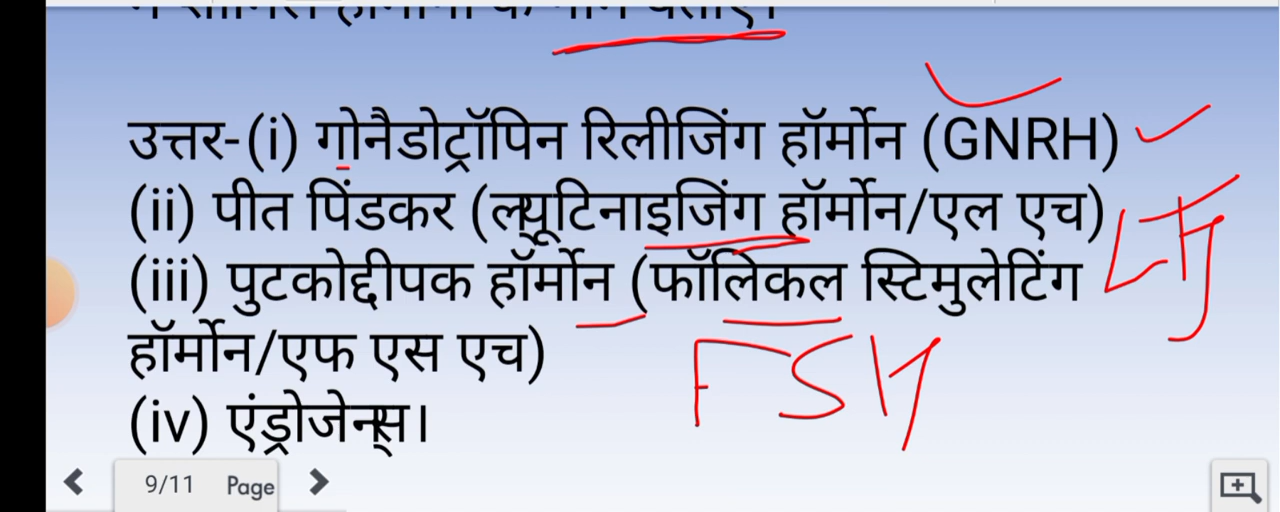 में शामिल हॉर्मोनों के नाम बताएं।
उत्तर-(i) गोनैडोट्रॉपिन रिलीजिंग हॉर्मोन (GNRH)
(ii) पीत पिंडकर (ल्यूटिनाइजिंग हॉर्मोन/एल एच)
LH
(iii) पुटकोद्दीपक हॉर्मोन (फॉलिकल स्टिमुलेटिंग
हॉर्मोन/एफ एस एच)
FSH
(iv) एंड्रोजेन्स्।
9/11 Page